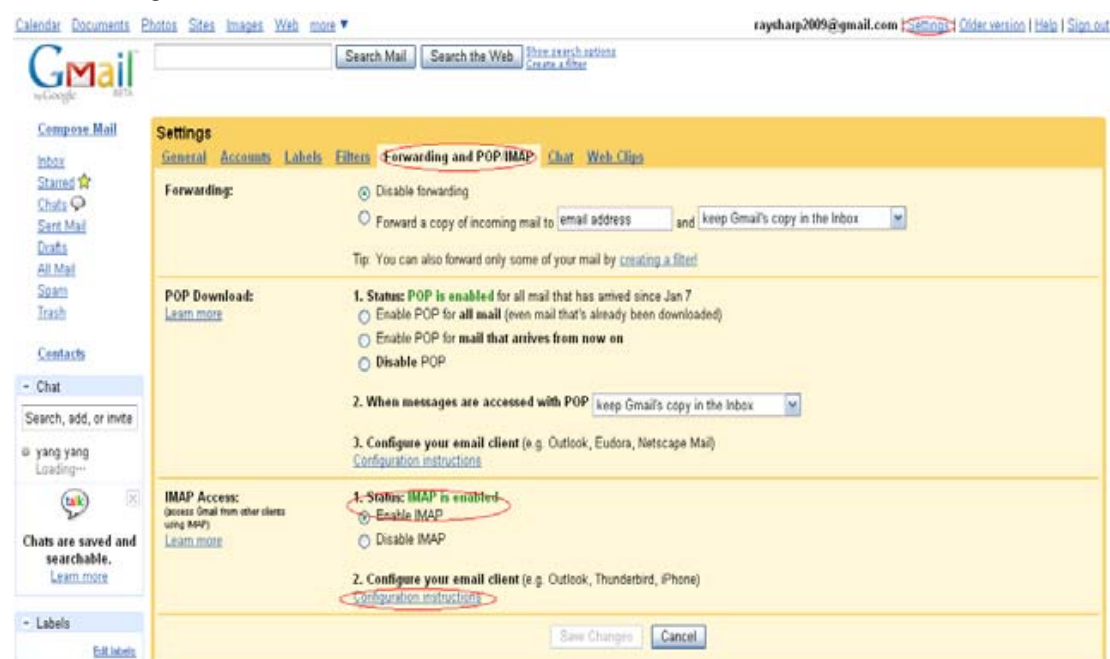 Calendar Documents Photos Sites Images Web more ▼
raysharp2009@gmail.com | Settings | Older version | Help | Sign out
Gmail
by Google BETA
Search Mail Search the Web Show search options
Create a filter
Compose Mail
Inbox
Starred
Chats
Sent Mail
Drafts
All Mail
Spam
Trash
Contacts
- Chat
Search, add, or invite
yang yang
Loading...
talk
Chats are saved and
searchable.
Learn more
- Labels
Edit labels
Settings
General Accounts Labels Filters Forwarding and POP/IMAP Chat Web Clips
Forwarding:
Disable forwarding
Forward a copy of incoming mail to email address and keep Gmail's copy in the Inbox
Tip: You can also forward only some of your mail by creating a filter!
POP Download:
Learn more
1. Status: POP is enabled for all mail that has arrived since Jan 7
Enable POP for all mail (even mail that's already been downloaded)
Enable POP for mail that arrives from now on
Disable POP
2. When messages are accessed with POP keep Gmail's copy in the Inbox
3. Configure your email client (e.g. Outlook, Eudora, Netscape Mail)
Configuration instructions
IMAP Access:
(access Gmail from other clients
using IMAP)
Learn more
1. Status: IMAP is enabled
Enable IMAP
Disable IMAP
2. Configure your email client (e.g. Outlook, Thunderbird, iPhone)
Configuration instructions
Save Changes Cancel